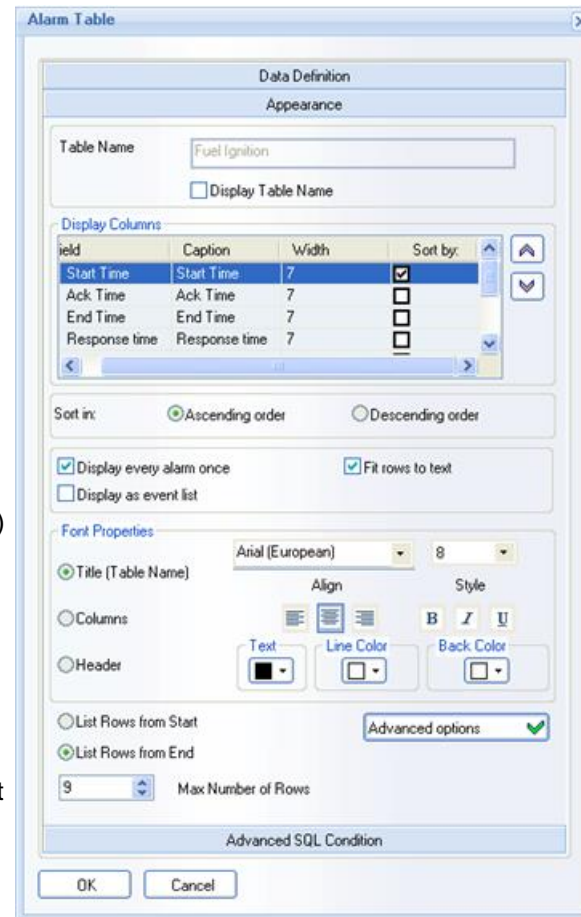 Alarm Table
Data Definition
Appearance
Table Name
Fuel Ignition
Display Table Name
Display Columns
ield Caption Width Sort by:
Start Time Start Time 7
Ack Time Ack Time 7
End Time End Time 7
Response time Response time 7
Sort in: Ascending order Descending order
Display every alarm once Fit rows to text
Display as event list
)
Font Properties
Arial (European) 8
Title (Table Name)
Align Style
Columns B I U
Text Line Color Back Color
Header
List Rows from Start
Advanced options
List Rows from End
t
9 Max Number of Rows
Advanced SQL Condition
OK Cancel